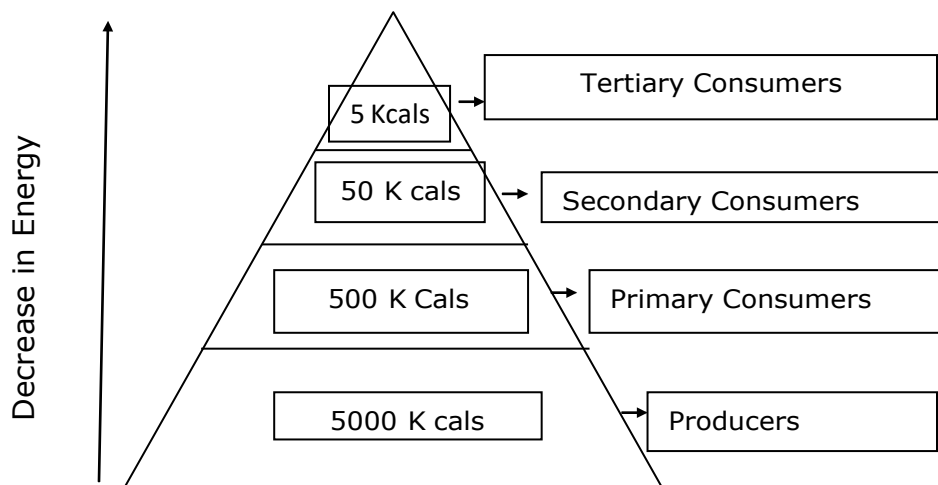 Tertiary Consumers
5 Kcals
50 K cals
Secondary Consumers
500 K Cals
Primary Consumers
5000 K cals
Producers
Decrease in Energy